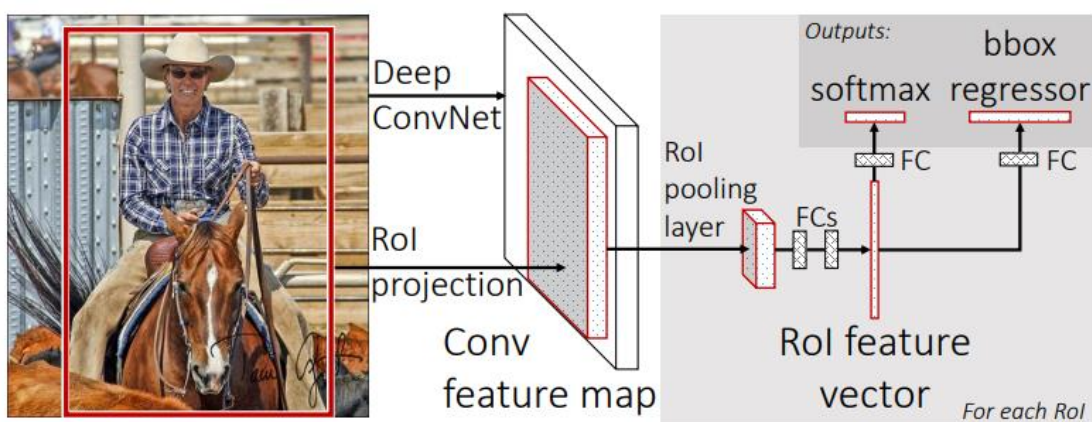 Deep
ConvNet
RoI
projection
Conv
feature map
RoI
pooling
layer
FCs
RoI feature
vector
For each RoI
Outputs:
softmax
bbox
regressor
FC
FC